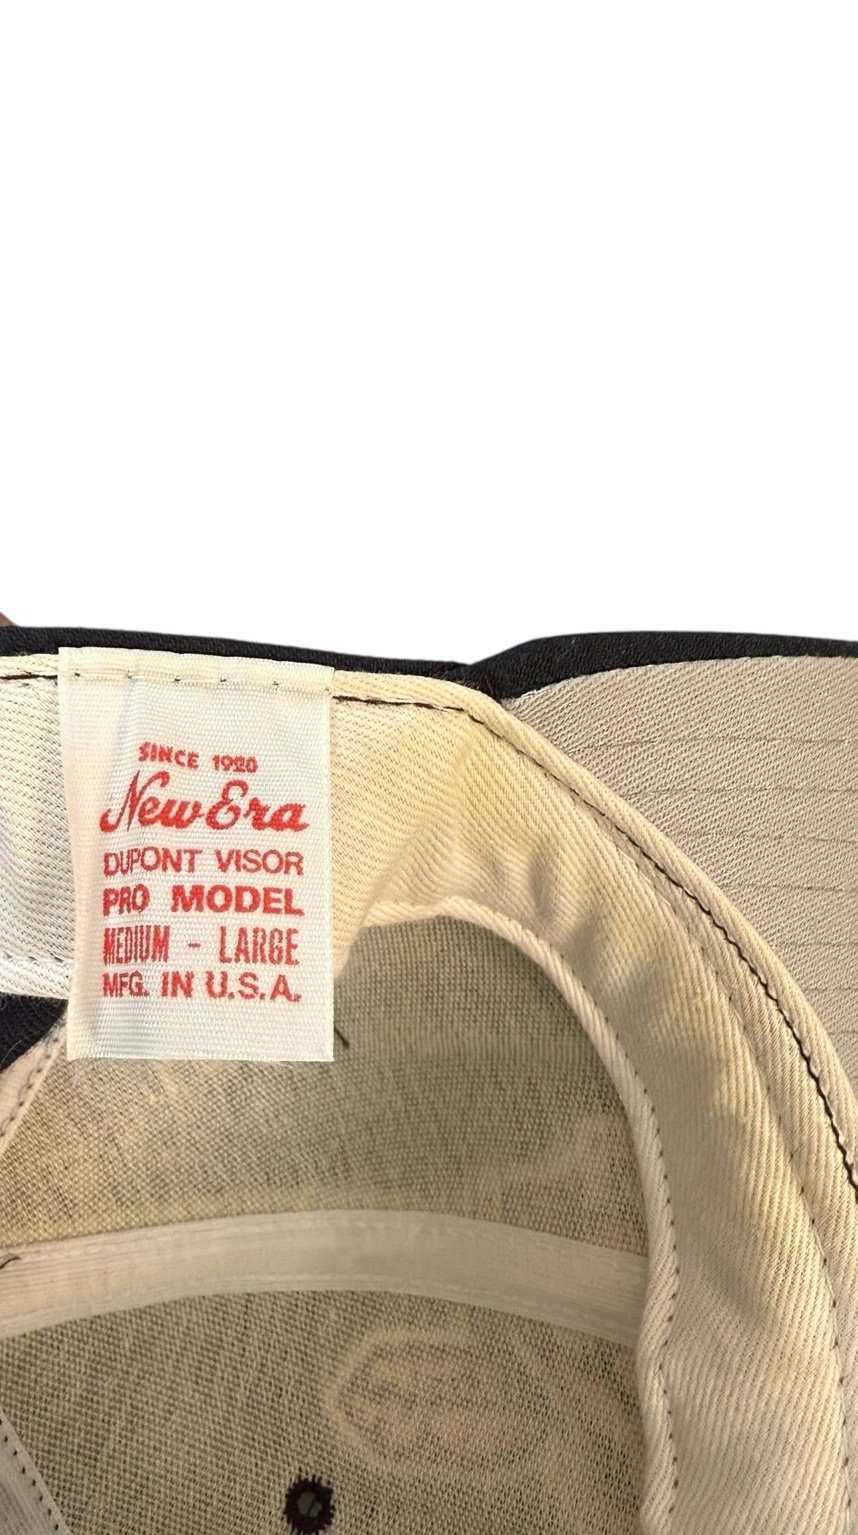 SINCE 1920
New Era
DUPONT VISOR
PRO MODEL
MEDIUM - LARGE
MFG. IN U.S.A.